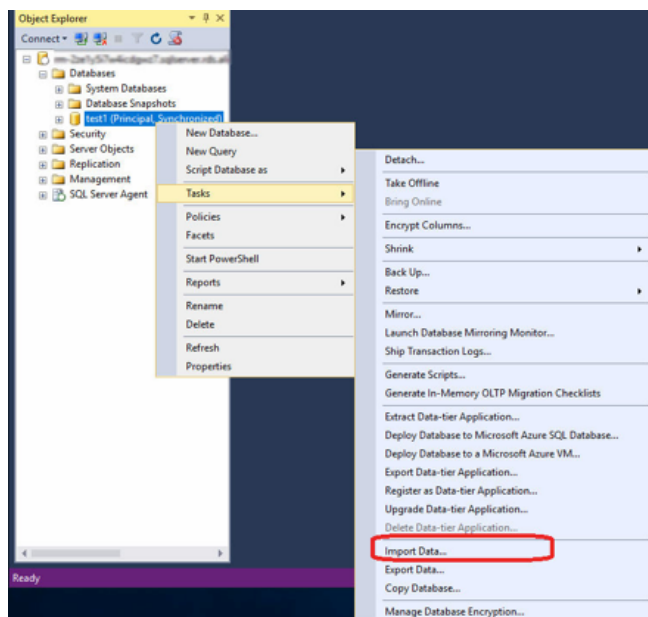 Object Explorer
Connect
Databases
System Databases
Database Snapshots
test1 (Principal, Synchronized)
Security
Server Objects
Replication
Management
SQL Server Agent
Ready
New Database...
New Query
Script Database as
Tasks
Policies
Facets
Start PowerShell
Reports
Rename
Delete
Refresh
Properties
Detach...
Take Offline
Bring Online
Encrypt Columns...
Shrink
Back Up...
Restore
Mirror...
Launch Database Mirroring Monitor...
Ship Transaction Logs...
Generate Scripts...
Generate In-Memory OLTP Migration Checklists
Extract Data-tier Application...
Deploy Database to Microsoft Azure SQL Database...
Deploy Database to a Microsoft Azure VM...
Export Data-tier Application...
Register as Data-tier Application...
Upgrade Data-tier Application...
Delete Data-tier Application...
Import Data...
Export Data...
Copy Database...
Manage Database Encryption...